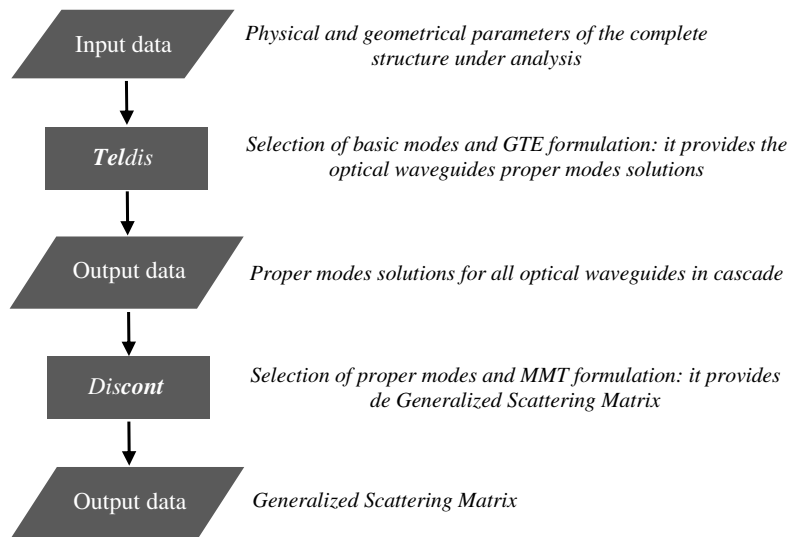 Input data
Physical and geometrical parameters of the complete
structure under analysis
Teldis
Selection of basic modes and GTE formulation: it provides the
optical waveguides proper modes solutions
Output data
Proper modes solutions for all optical waveguides in cascade
Discont
Selection of proper modes and MMT formulation: it provides
de Generalized Scattering Matrix
Output data
Generalized Scattering Matrix